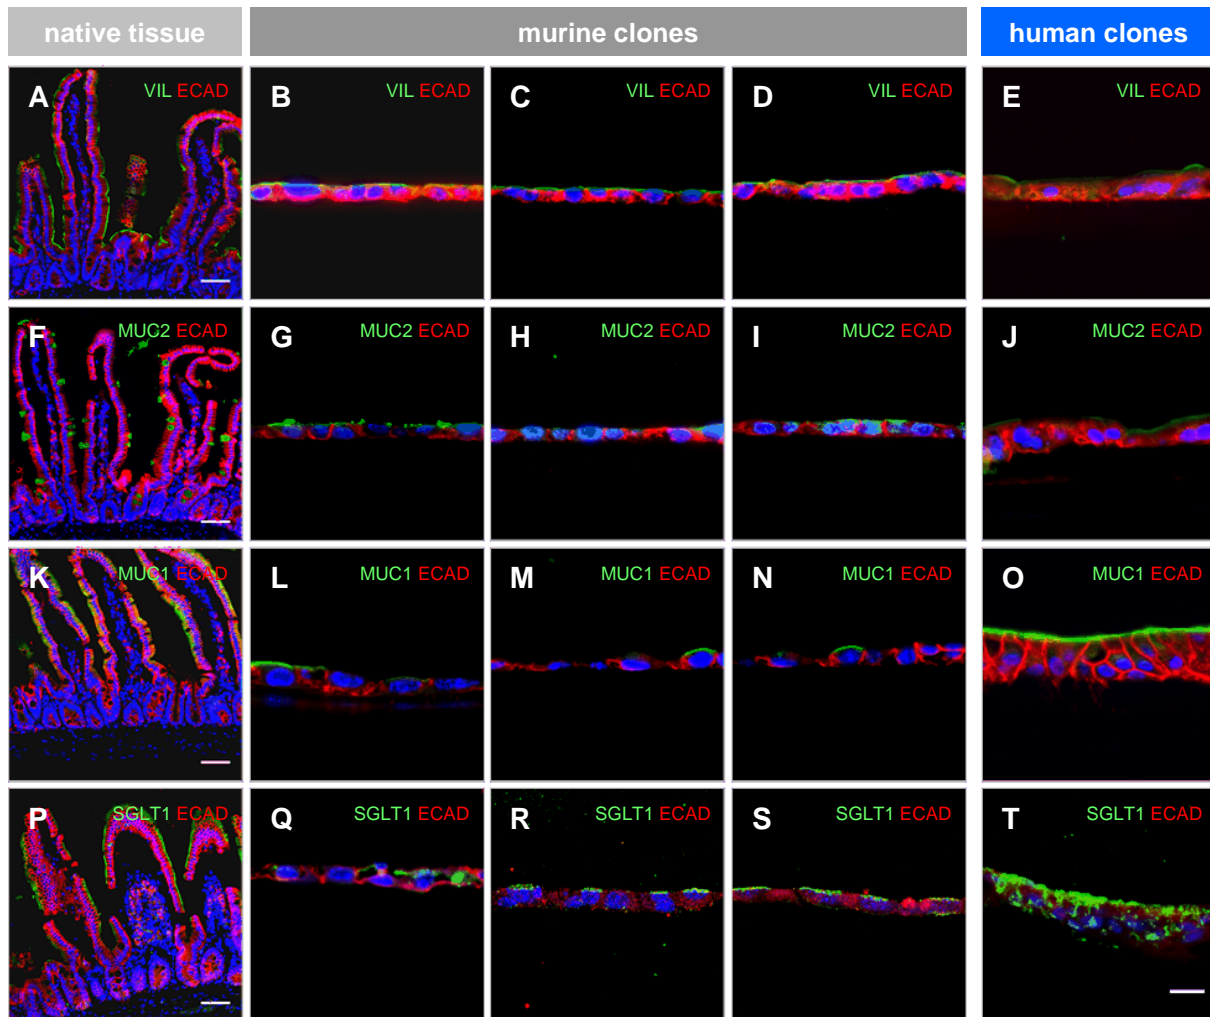 native tissue
murine clones
human clones
A VIL ECAD
B VIL ECAD
C VIL ECAD
D VIL ECAD
E VIL ECAD
F MUC2 ECAD
G MUC2 ECAD
H MUC2 ECAD
I MUC2 ECAD
J MUC2 ECAD
K MUC1 ECAD
L MUC1 ECAD
M MUC1 ECAD
N MUC1 ECAD
O MUC1 ECAD
P SGLT1 ECAD
Q SGLT1 ECAD
R SGLT1 ECAD
S SGLT1 ECAD
T SGLT1 ECAD